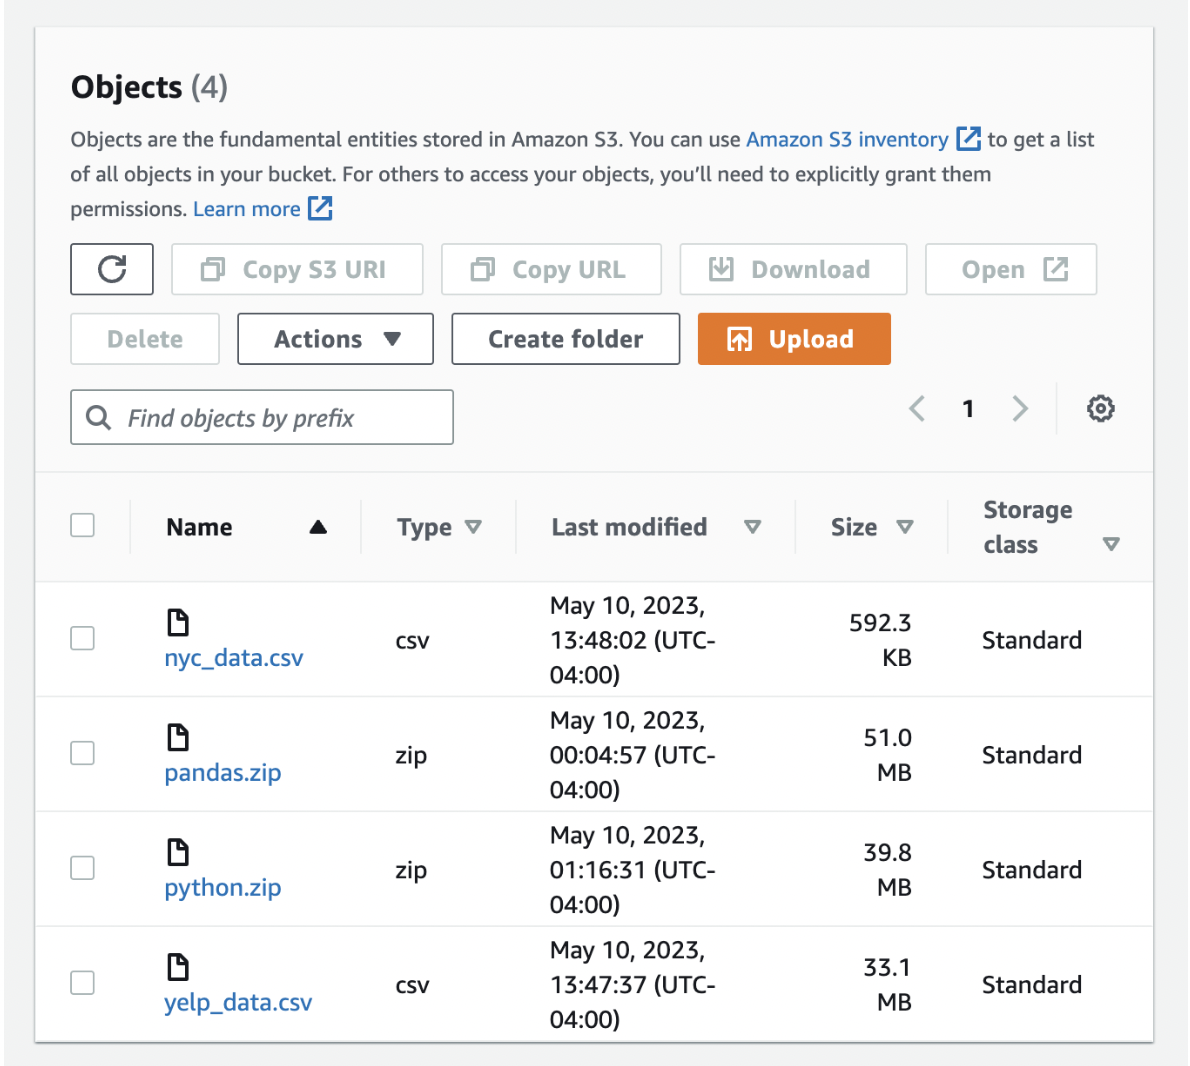 Objects (4)
Objects are the fundamental entities stored in Amazon S3. You can use Amazon S3 inventory to get a list
of all objects in your bucket. For others to access your objects, you'll need to explicitly grant them
permissions. Learn more
Copy S3 URI Copy URL Download Open
Delete Actions Create folder Upload
Find objects by prefix 1
Name Type Last modified Size Storage class
nyc_data.csv csv May 10, 2023, 13:48:02 (UTC-04:00) 592.3 KB Standard
pandas.zip zip May 10, 2023, 00:04:57 (UTC-04:00) 51.0 MB Standard
python.zip zip May 10, 2023, 01:16:31 (UTC-04:00) 39.8 MB Standard
yelp_data.csv csv May 10, 2023, 13:47:37 (UTC-04:00) 33.1 MB Standard